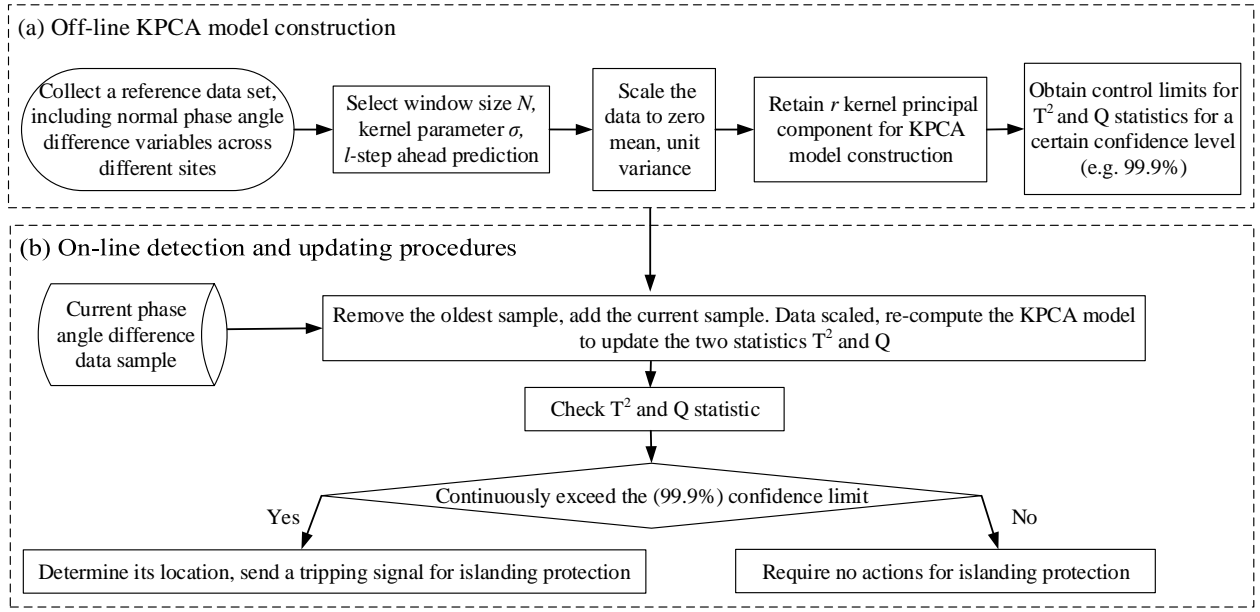 (a) Off-line KPCA model construction
Collect a reference data set,
including normal phase angle
difference variables across
different sites
Select window size N,
kernel parameter σ,
l-step ahead prediction
Scale the
data to zero
mean, unit
variance
Retain r kernel principal
component for KPCA
model construction
Obtain control limits for
T² and Q statistics for a
certain confidence level
(e.g. 99.9%)
(b) On-line detection and updating procedures
Current phase
angle difference
data sample
Remove the oldest sample, add the current sample. Data scaled, re-compute the KPCA model
to update the two statistics T² and Q
Check T² and Q statistic
Continuously exceed the (99.9%) confidence limit
Yes
No
Determine its location, send a tripping signal for islanding protection
Require no actions for islanding protection